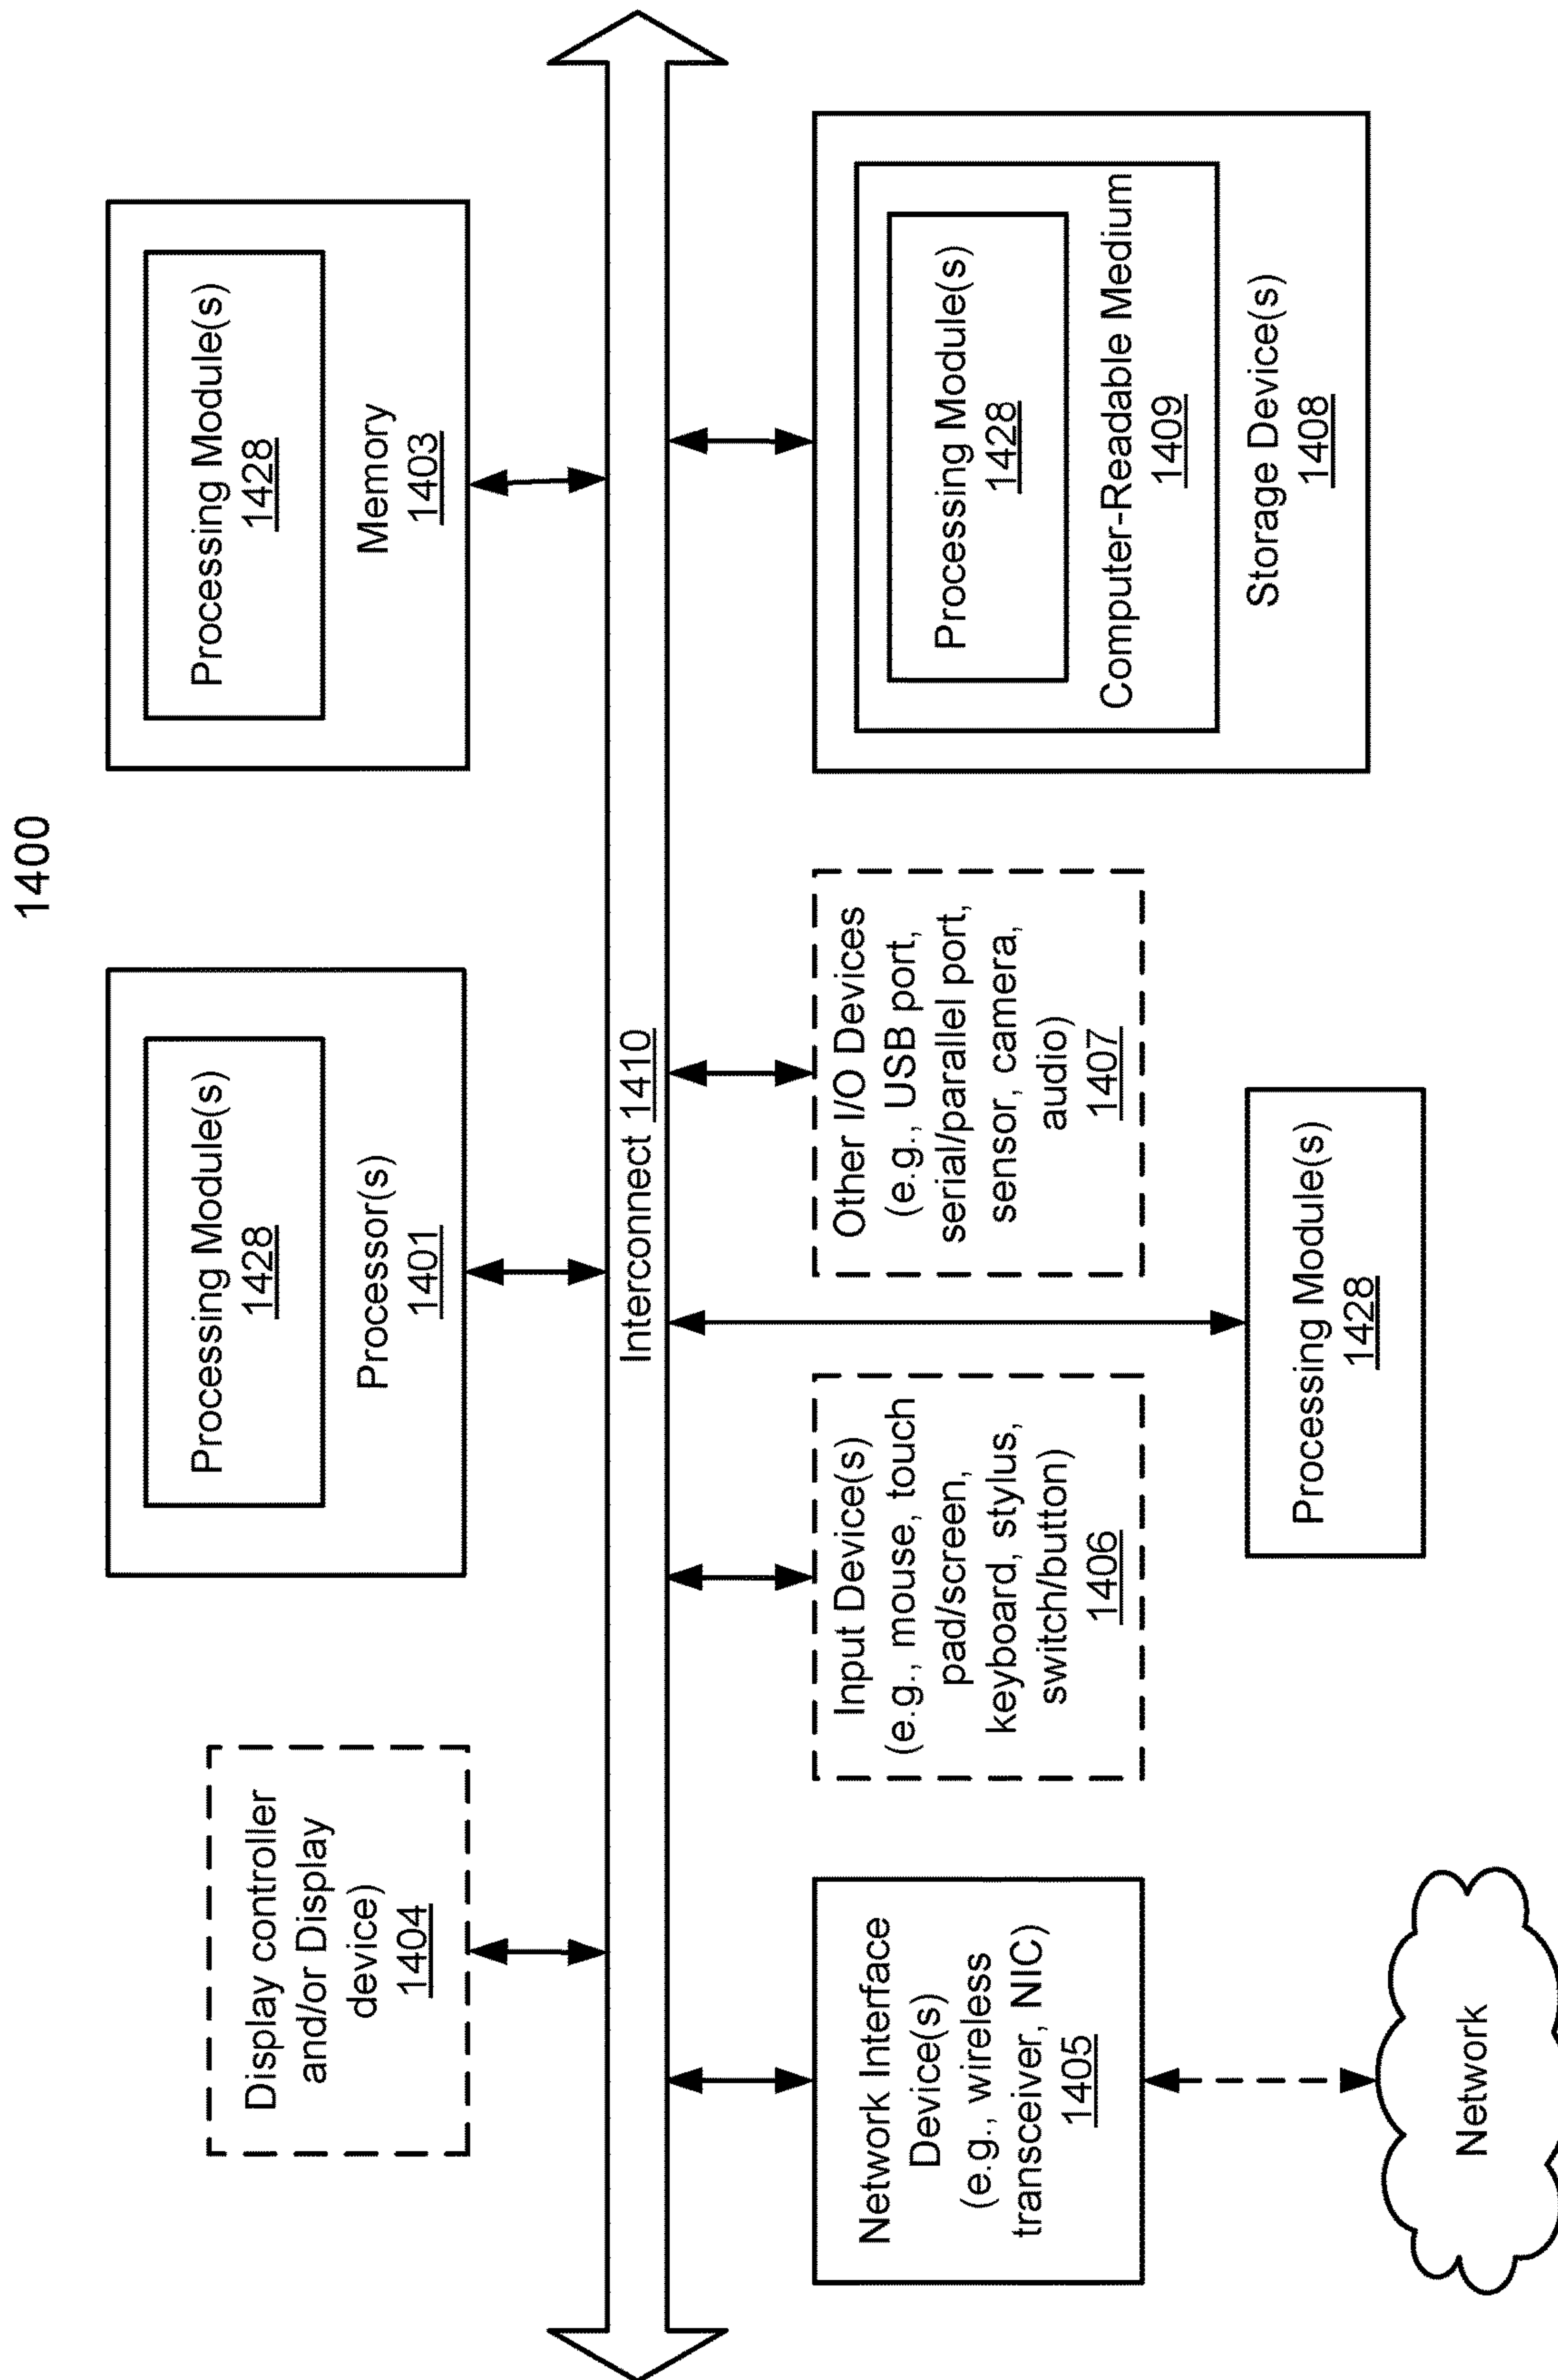 1400
Display controller
and/or Display
device)
1404
Processing Module(s)
1428
Processor(s)
1401
Processing Module(s)
1428
Memory
1403
Interconnect 1410
Network Interface
Device(s)
(e.g., wireless
transceiver, NIC)
1405
Input Device(s)
(e.g., mouse, touch
pad/screen,
keyboard, stylus,
switch/button)
1406
Other I/O Devices
(e.g., USB port,
serial/parallel port,
sensor, camera,
audio)
1407
Processing Module(s)
1428
Computer-Readable Medium
1409
Storage Device(s)
1408
Processing Module(s)
1428
Network